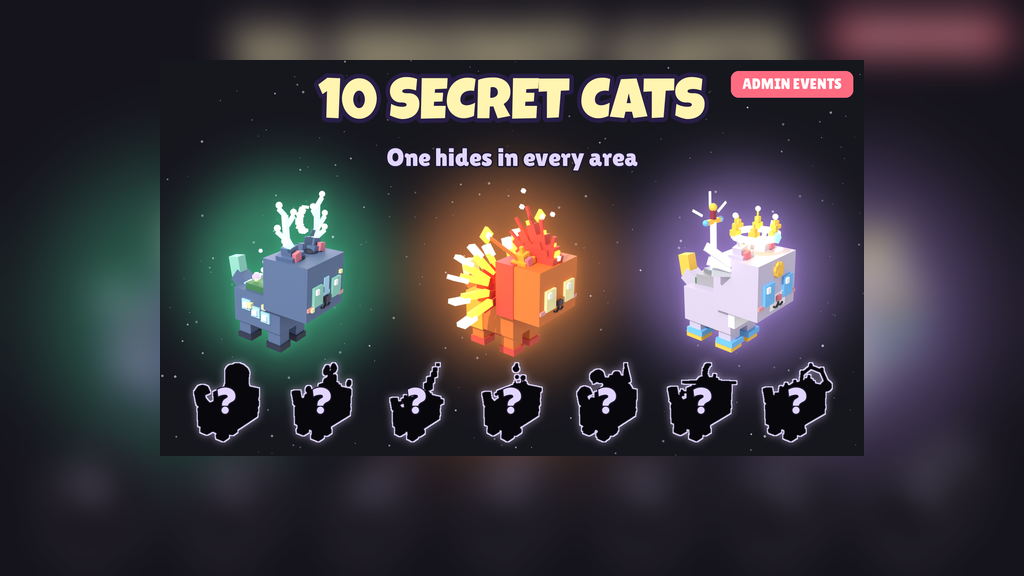 10 SECRET CATS
ADMIN EVENTS
One hides in every area
? ? ? ? ? ? ?